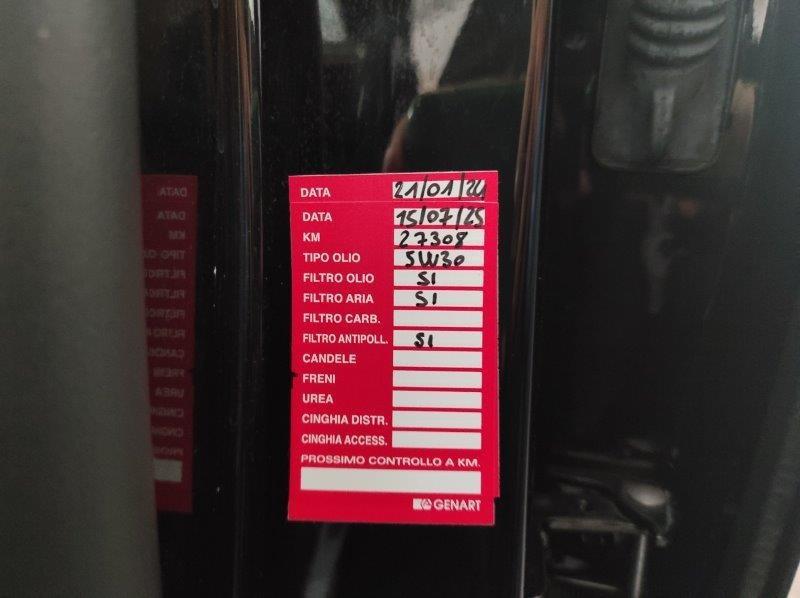 DATA 21/01/24
DATA 15/07/25
KM 27308
TIPO OLIO 5W30
FILTRO OLIO SI
FILTRO ARIA SI
FILTRO CARB.
FILTRO ANTIPOLL. SI
CANDELE
FRENI
UREA
CINGHIA DISTR.
CINGHIA ACCESS.
PROSSIMO CONTROLLO A KM.
GENART